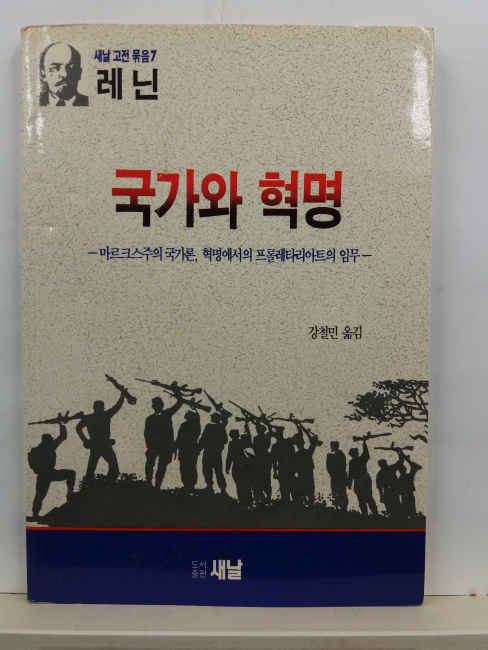 새날 고전 묶음 7
레 닌
국가와 혁명
– 마르크스주의 국가론, 혁명에서의 프롤레타리아트의 임무 –
강철민 옮김
도서
출판 새날